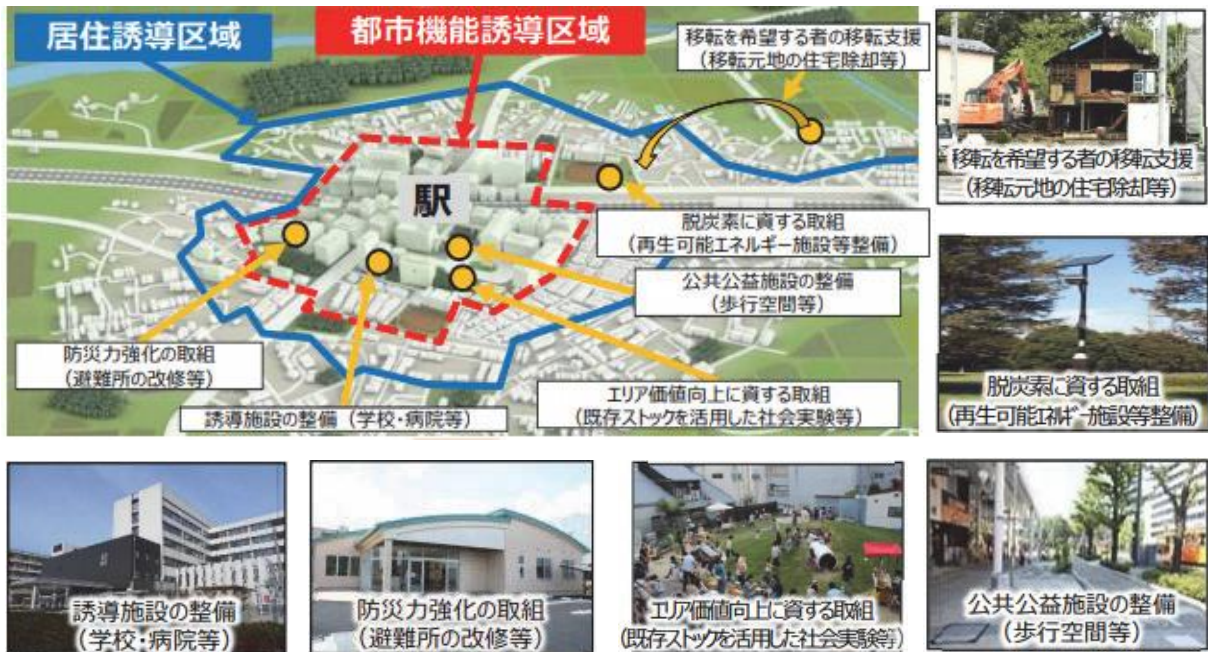 居住誘導区域
都市機能誘導区域
移転を希望する者の移転支援
(移転元地の住宅除却等)
駅
脱炭素に資する取組
(再生可能エネルギー施設等整備)
公共公益施設の整備
(歩行空間等)
防災力強化の取組
(避難所の改修等)
誘導施設の整備 (学校・病院等)
エリア価値向上に資する取組
(既存ストックを活用した社会実験等)
移転を希望する者の移転支援
(移転元地の住宅除却等)
脱炭素に資する取組
(再生可能エネルギー施設等整備)
誘導施設の整備
(学校・病院等)
防災力強化の取組
(避難所の改修等)
エリア価値向上に資する取組
(既存ストックを活用した社会実験等)
公共公益施設の整備
(歩行空間等)